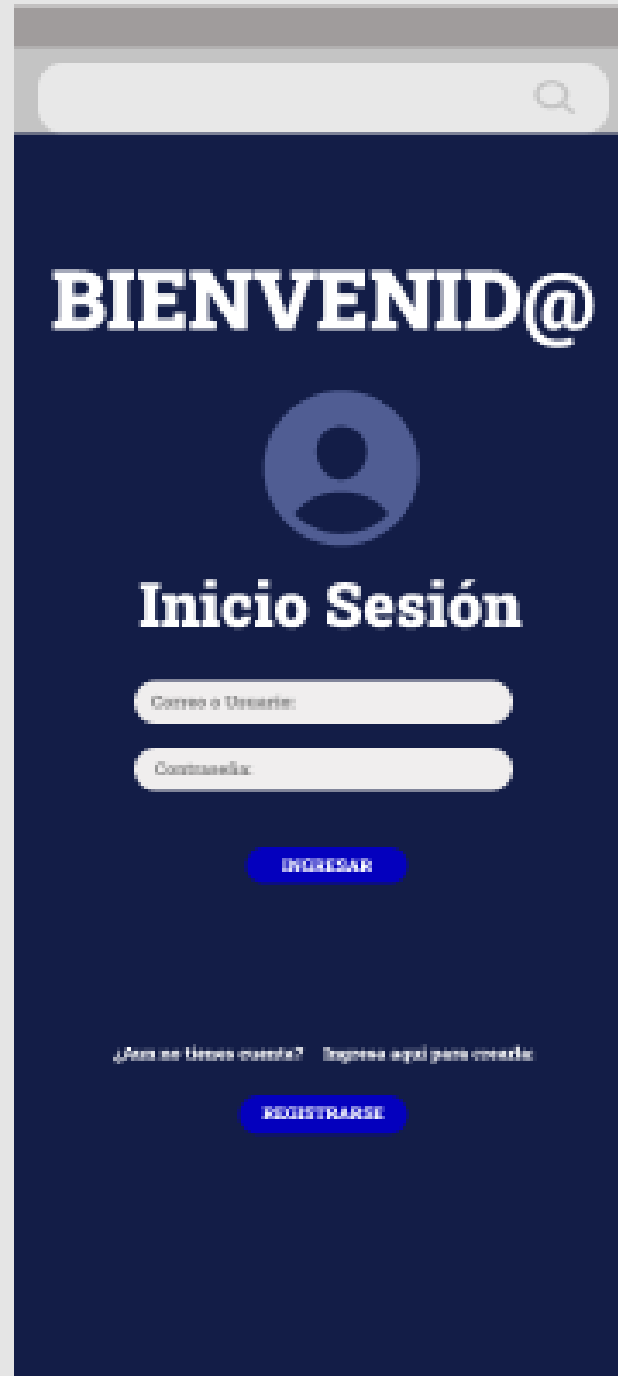 BIENVENID@
Inicio Sesión
Correo o Usuario:
Contraseña:
INGRESAR
¿Aun no tienes cuenta? Ingresa aquí para crearla:
REGISTRARSE